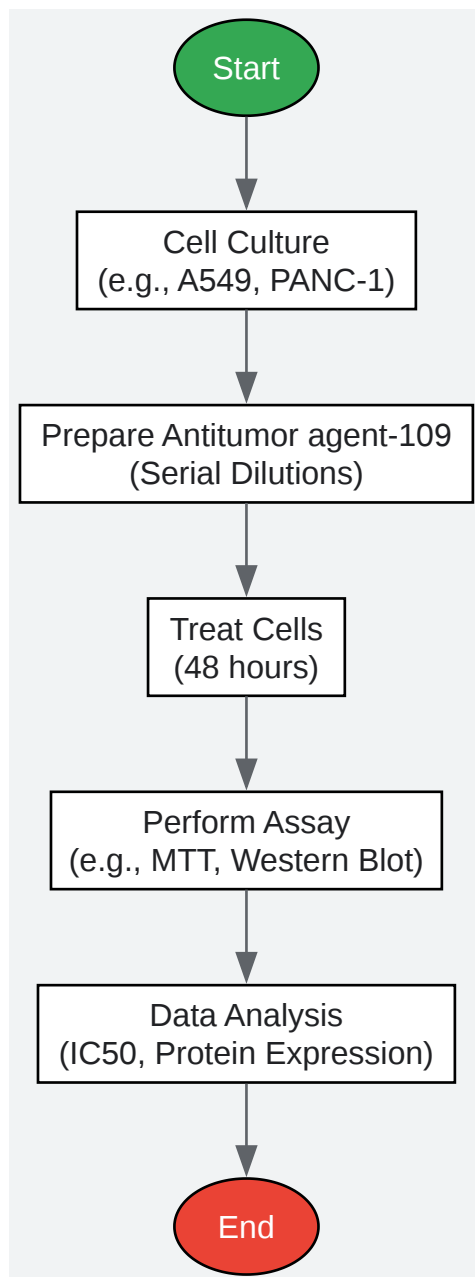 Start
Cell Culture
(e.g., A549, PANC-1)
Prepare Antitumor agent-109
(Serial Dilutions)
Treat Cells
(48 hours)
Perform Assay
(e.g., MTT, Western Blot)
Data Analysis
(IC50, Protein Expression)
End